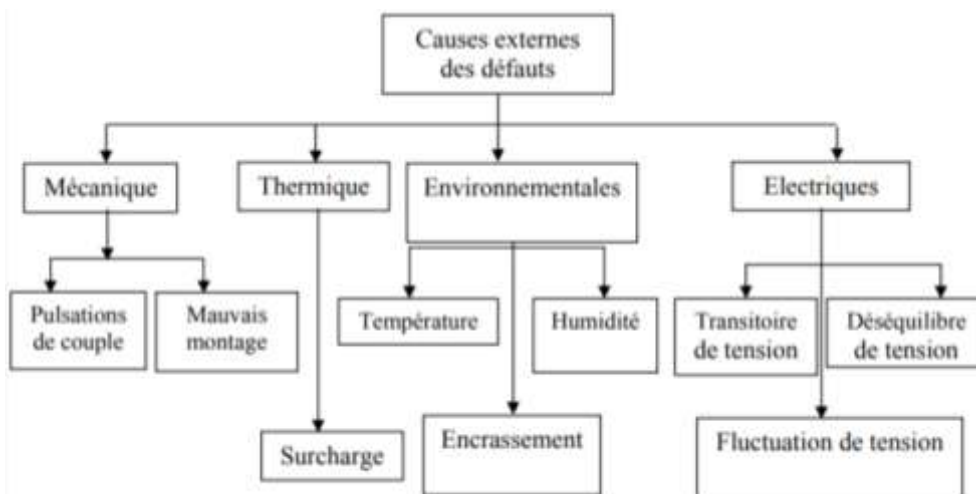 Causes externes
des défauts
Mécanique
Thermique
Environnementales
Electriques
Pulsations
de couple
Mauvais
montage
Température
Humidité
Transitoire
de tension
Déséquilibre
de tension
Surcharge
Encrassement
Fluctuation de tension